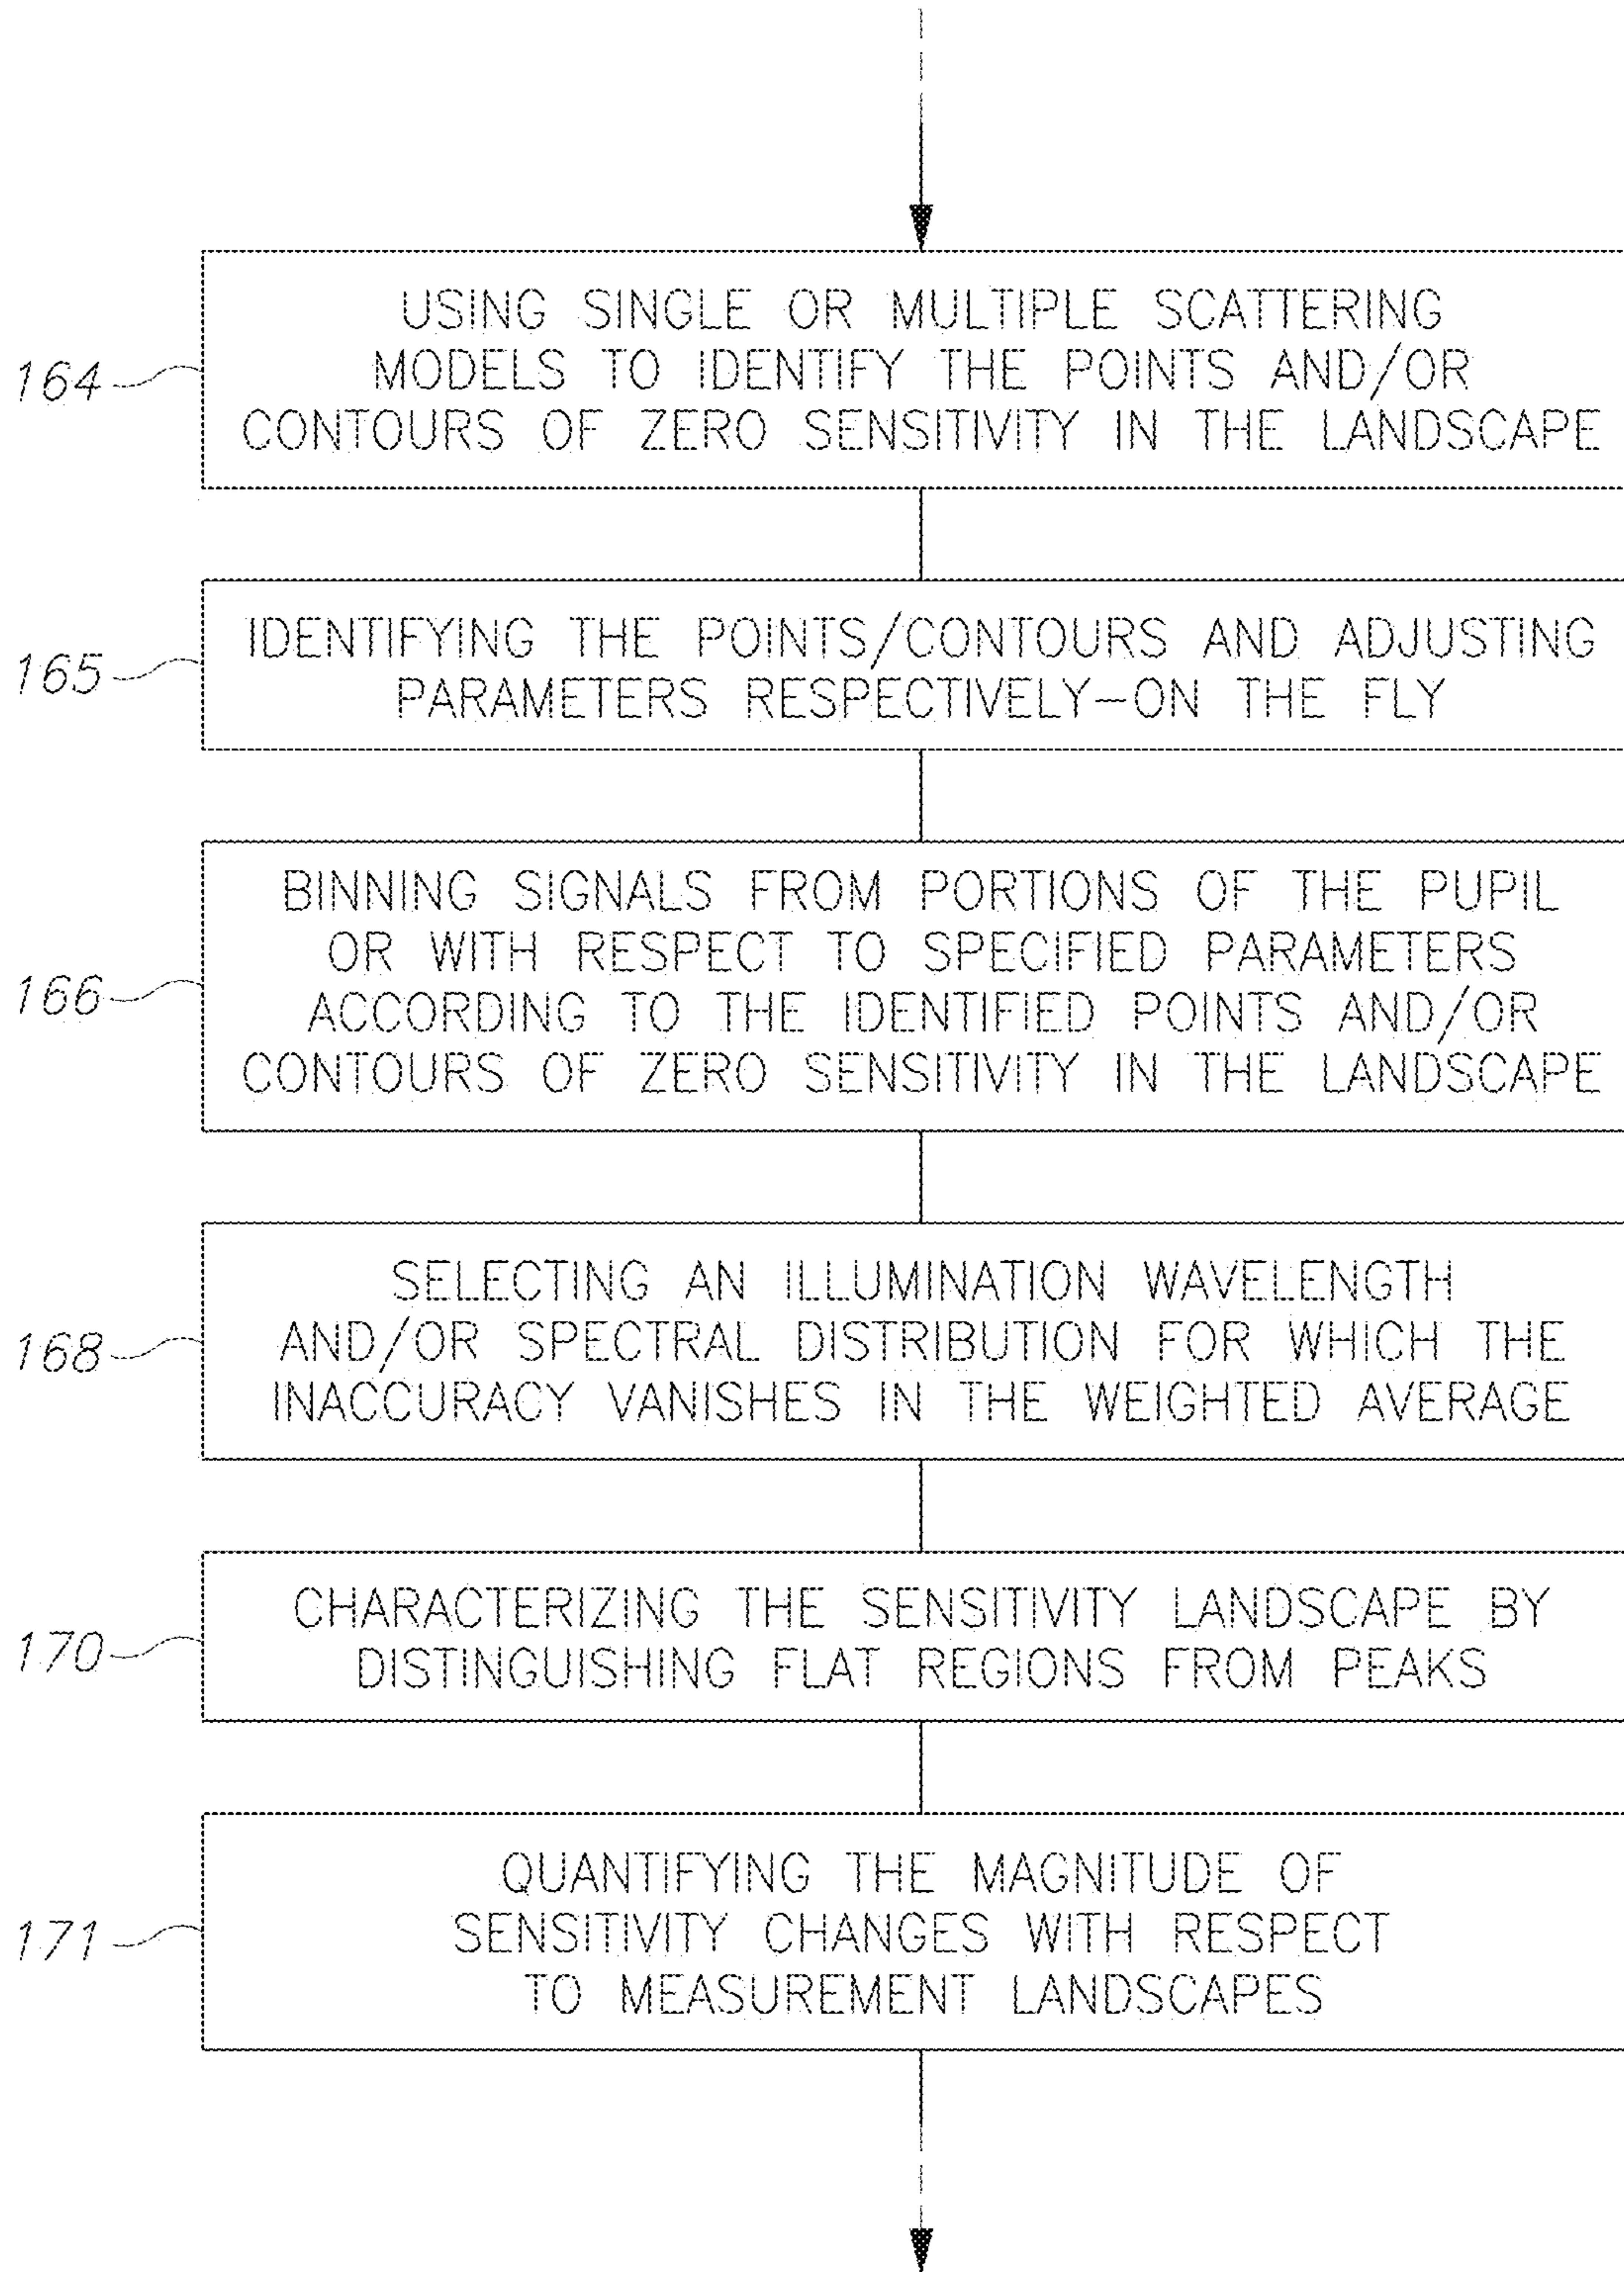 164
USING SINGLE OR MULTIPLE SCATTERING
MODELS TO IDENTIFY THE POINTS AND/OR
CONTOURS OF ZERO SENSITIVITY IN THE LANDSCAPE
165
IDENTIFYING THE POINTS/CONTOURS AND ADJUSTING
PARAMETERS RESPECTIVELY—ON THE FLY
166
BINNING SIGNALS FROM PORTIONS OF THE PUPIL
OR WITH RESPECT TO SPECIFIED PARAMETERS
ACCORDING TO THE IDENTIFIED POINTS AND/OR
CONTOURS OF ZERO SENSITIVITY IN THE LANDSCAPE
168
SELECTING AN ILLUMINATION WAVELENGTH
AND/OR SPECTRAL DISTRIBUTION FOR WHICH THE
INACCURACY VANISHES IN THE WEIGHTED AVERAGE
170
CHARACTERIZING THE SENSITIVITY LANDSCAPE BY
DISTINGUISHING FLAT REGIONS FROM PEAKS
171
QUANTIFYING THE MAGNITUDE OF
SENSITIVITY CHANGES WITH RESPECT
TO MEASUREMENT LANDSCAPES